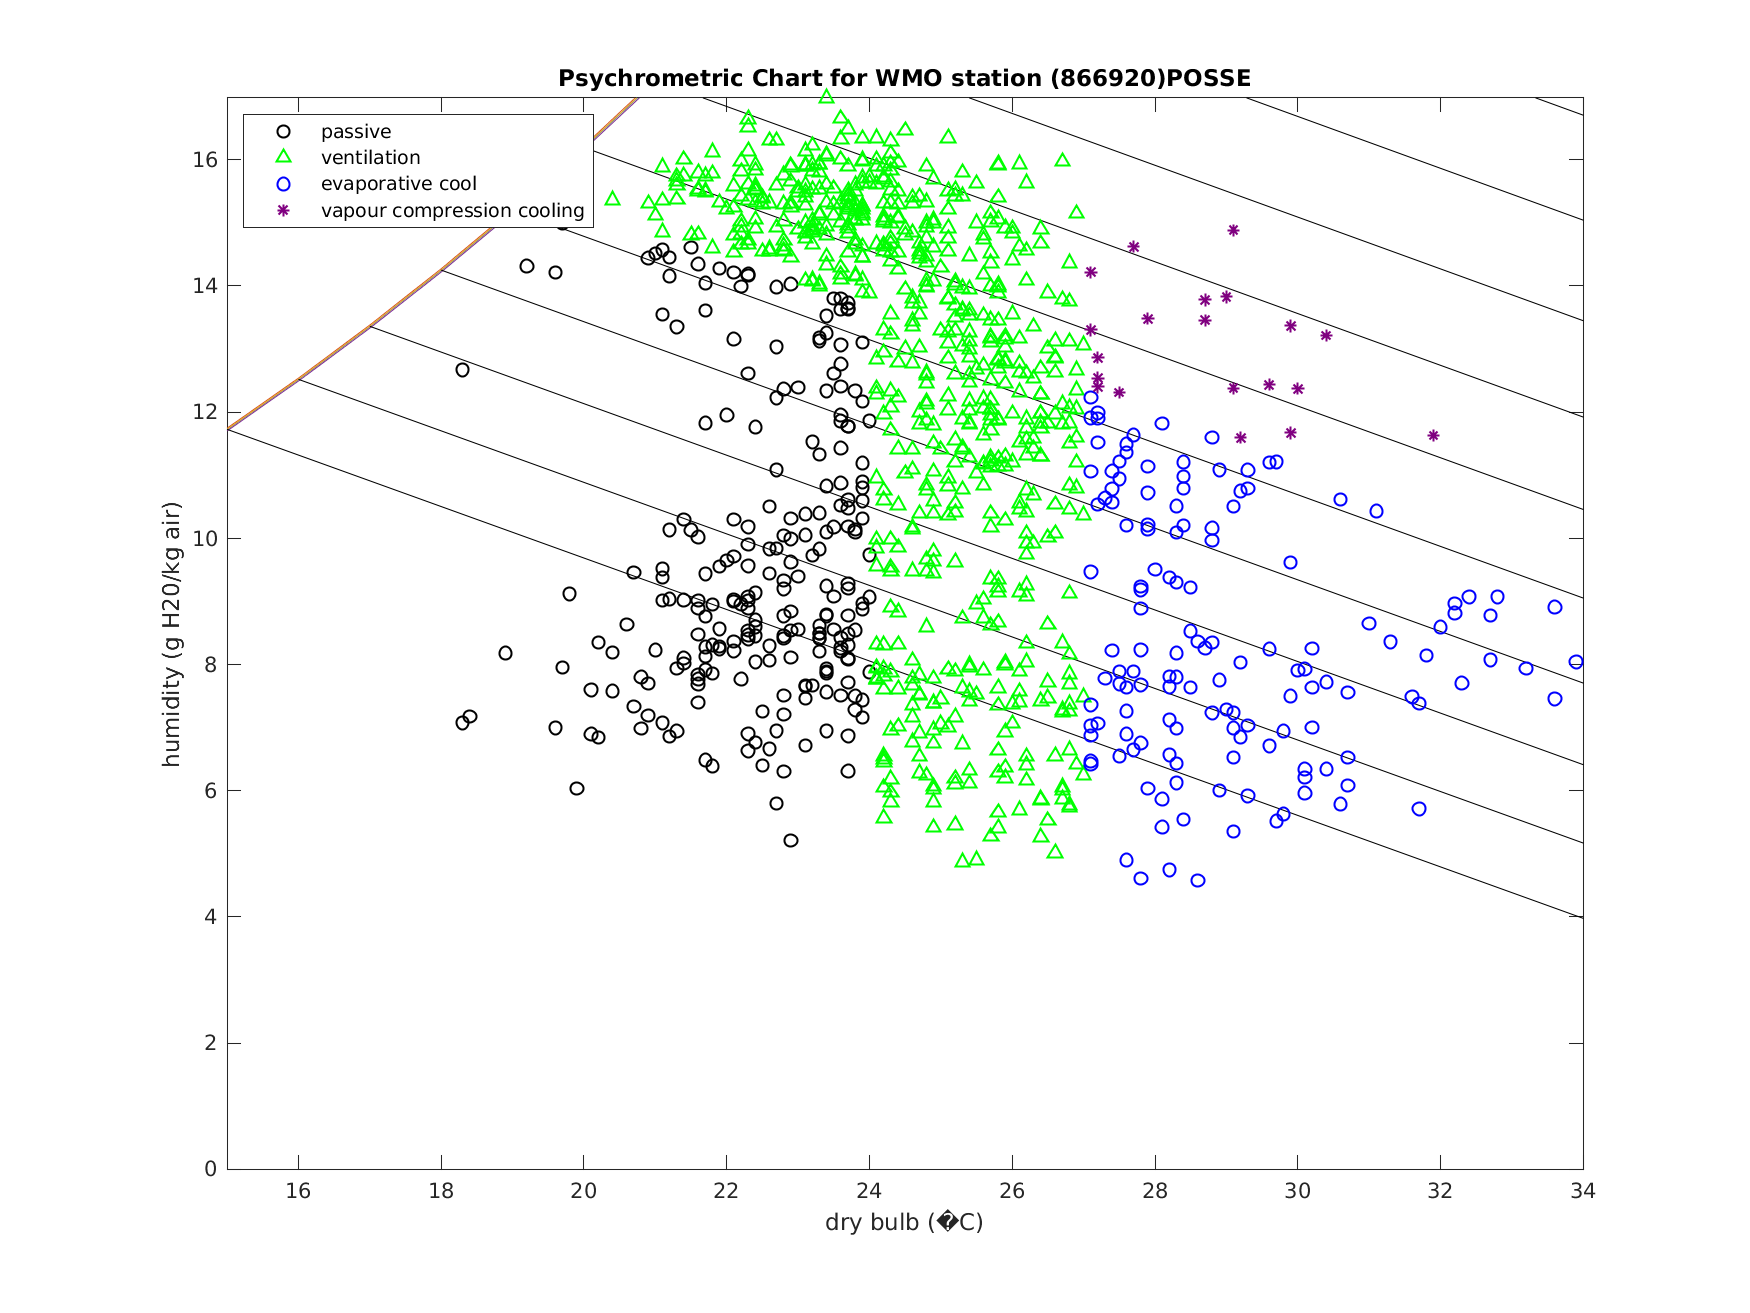 Psychrometric Chart for WMO station (866920)POSSE
passive
ventilation
evaporative cool
vapour compression cooling
humidity (g H20/kg air)
16
14
12
10
8
6
4
2
0
16 18 20 22 24 26 28 30 32 34
dry bulb (�C)